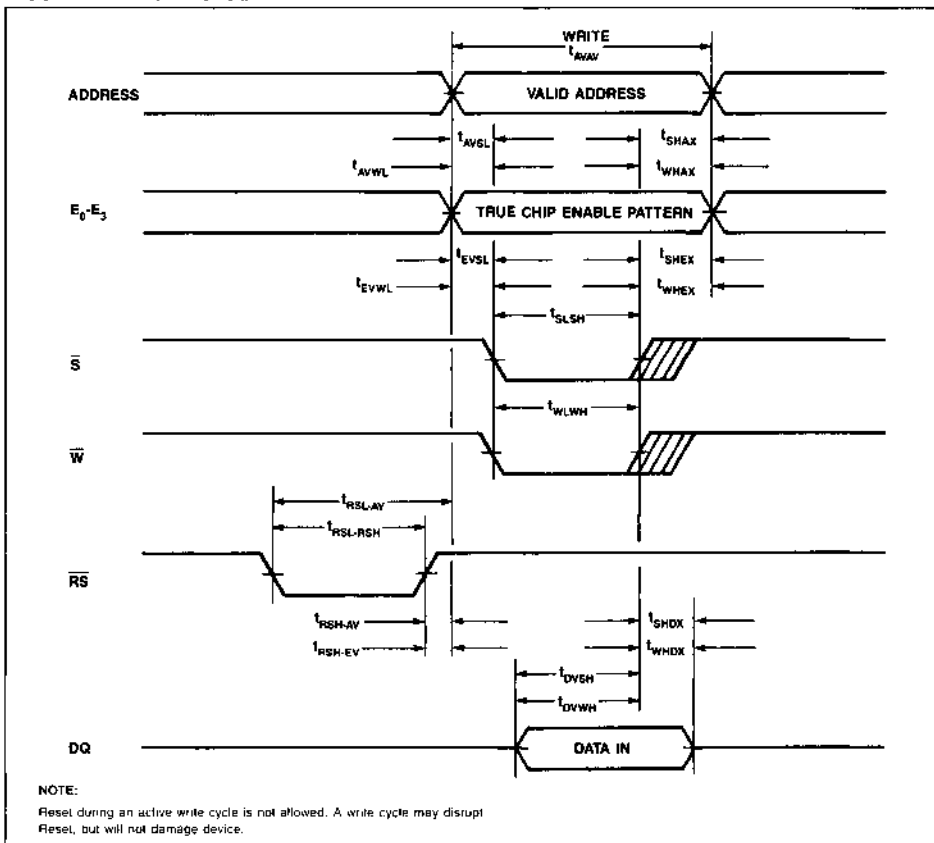 WRITE
tAVAV
ADDRESS
VALID ADDRESS
tAVSL
tSHAX
tAVWL
tWHAX
E0-E3
TRUE CHIP ENABLE PATTERN
tEVSL
tSHEX
tEVWL
tWHEX
tSLSH
S̅
tWLWH
W̅
tRSL-AV
tRSL-RSH
R̅S̅
tRSH-AV
tSHDX
tRSH-EV
tWHDX
tDVSH
tDVWH
DQ
DATA IN
NOTE:
Reset during an active write cycle is not allowed. A write cycle may disrupt
Reset, but will not damage device.